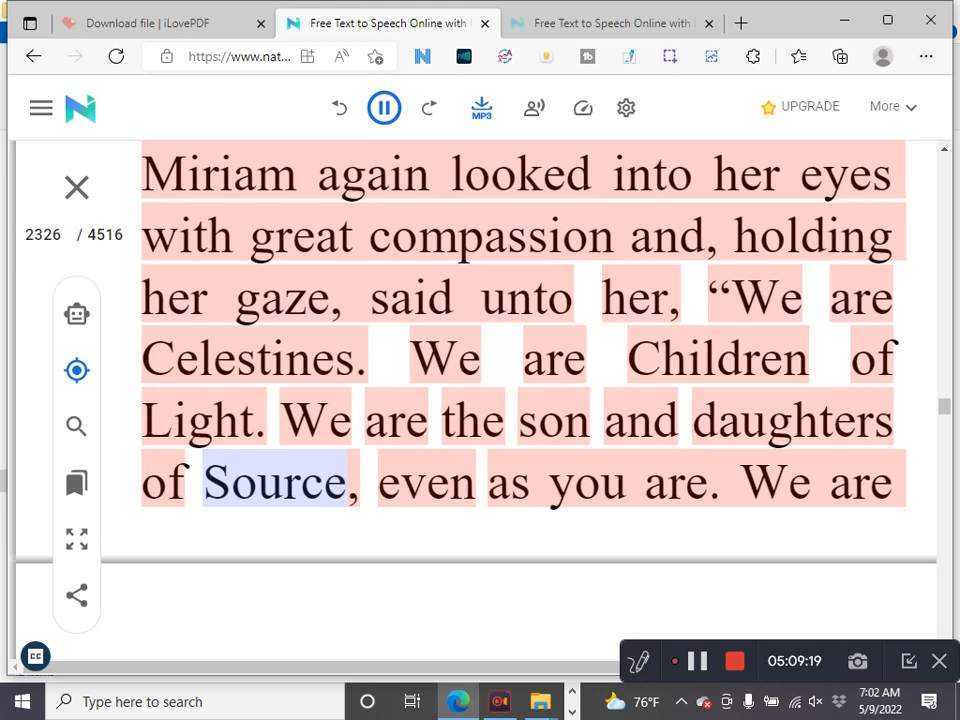 Download file | iLovePDF
Free Text to Speech Online with
Free Text to Speech Online with
https://www.nat...
UPGRADE
More
MP3
2326 / 4516
Miriam again looked into her eyes
with great compassion and, holding
her gaze, said unto her, “We are
Celestines. We are Children of
Light. We are the son and daughters
of Source, even as you are. We are
CC
05:09:19
Type here to search
76°F
7:02 AM
5/9/2022